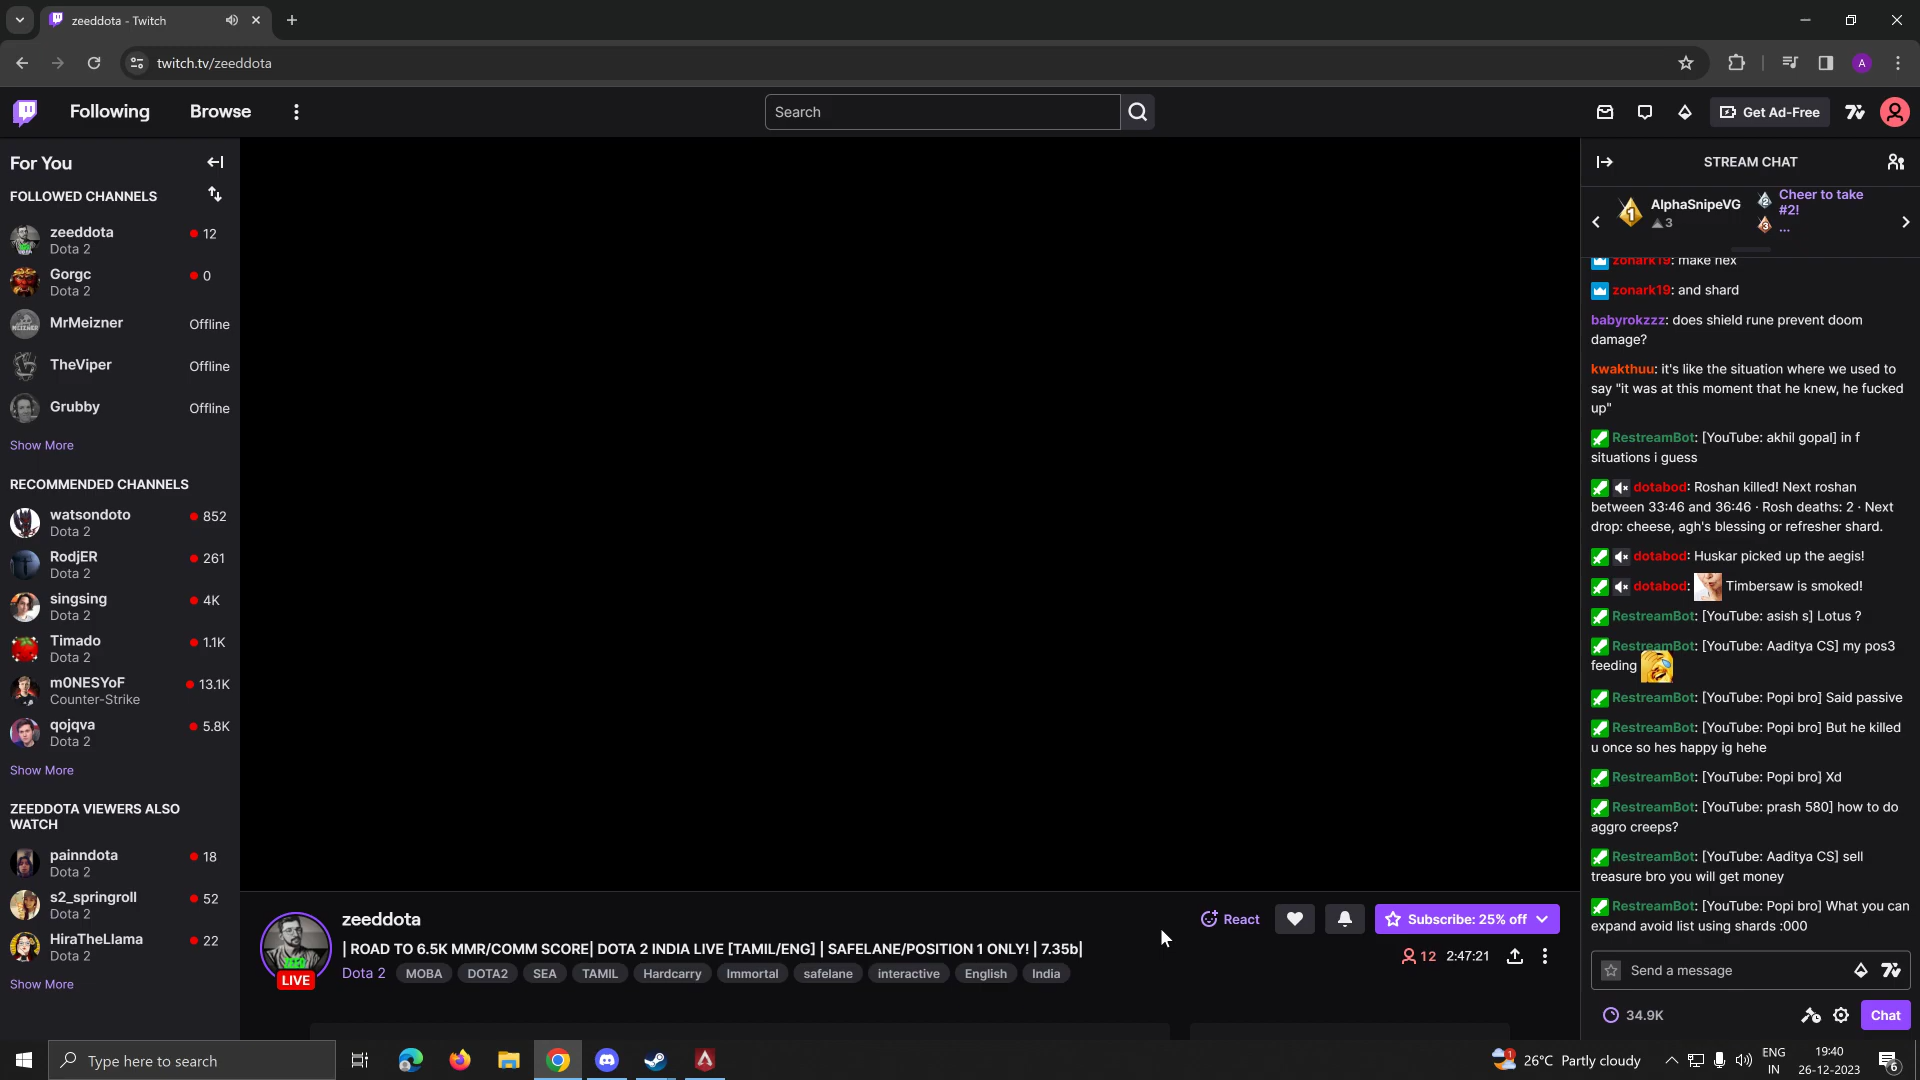 zeeddota - Twitch
twitch.tv/zeeddota
Following
Browse
Search
Get Ad-Free
For You
FOLLOWED CHANNELS
zeeddota
12
Dota 2
Gorgc
0
Dota 2
MrMeizner
Offline
TheViper
Offline
Grubby
Offline
Show More
RECOMMENDED CHANNELS
watsondoto
852
Dota 2
RodjER
261
Dota 2
singsing
4K
Dota 2
Timado
1.1K
Dota 2
m0NESYoF
13.1K
Counter-Strike
qojqva
5.8K
Dota 2
Show More
ZEEDDOTA VIEWERS ALSO
WATCH
painndota
18
Dota 2
s2_springroll
52
Dota 2
HiraTheLlama
22
Dota 2
Show More
LIVE
zeeddota
| ROAD TO 6.5K MMR/COMM SCORE| DOTA 2 INDIA LIVE [TAMIL/ENG] | SAFELANE/POSITION 1 ONLY! | 7.35b|
Dota 2 MOBA DOTA2 SEA TAMIL Hardcarry Immortal safelane interactive English India
React
Subscribe: 25% off
12 2:47:21
STREAM CHAT
1
AlphaSnipeVG
3
2
Cheer to take
#2!
3
...
zonark19: make hex
zonark19: and shard
babyrokzzz: does shield rune prevent doom
damage?
kwakthuu: it's like the situation where we used to
say "it was at this moment that he knew, he fucked
up"
RestreamBot: [YouTube: akhil gopal] in f
situations i guess
dotabod: Roshan killed! Next roshan
between 33:46 and 36:46 · Rosh deaths: 2 · Next
drop: cheese, agh's blessing or refresher shard.
dotabod: Huskar picked up the aegis!
dotabod: Timbersaw is smoked!
RestreamBot: [YouTube: asish s] Lotus ?
RestreamBot: [YouTube: Aaditya CS] my pos3
feeding
RestreamBot: [YouTube: Popi bro] Said passive
RestreamBot: [YouTube: Popi bro] But he killed
u once so hes happy ig hehe
RestreamBot: [YouTube: Popi bro] Xd
RestreamBot: [YouTube: prash 580] how to do
aggro creeps?
RestreamBot: [YouTube: Aaditya CS] sell
treasure bro you will get money
RestreamBot: [YouTube: Popi bro] What you can
expand avoid list using shards :000
Send a message
34.9K
Chat
Type here to search
1
26°C Partly cloudy
ENG
IN
19:40
26-12-2023
6
A